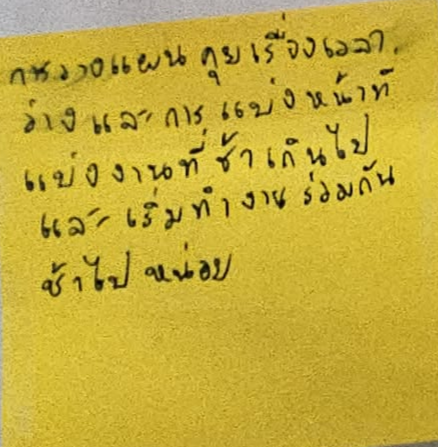 การวางแผน คุยเรื่องเวลา
ว่าง และ การ แบ่งหน้าที่
แบ่งงานที่ ช้าเกินไป
และ เริ่มทำงาน ร่วมกัน
ช้าไป หน่อย